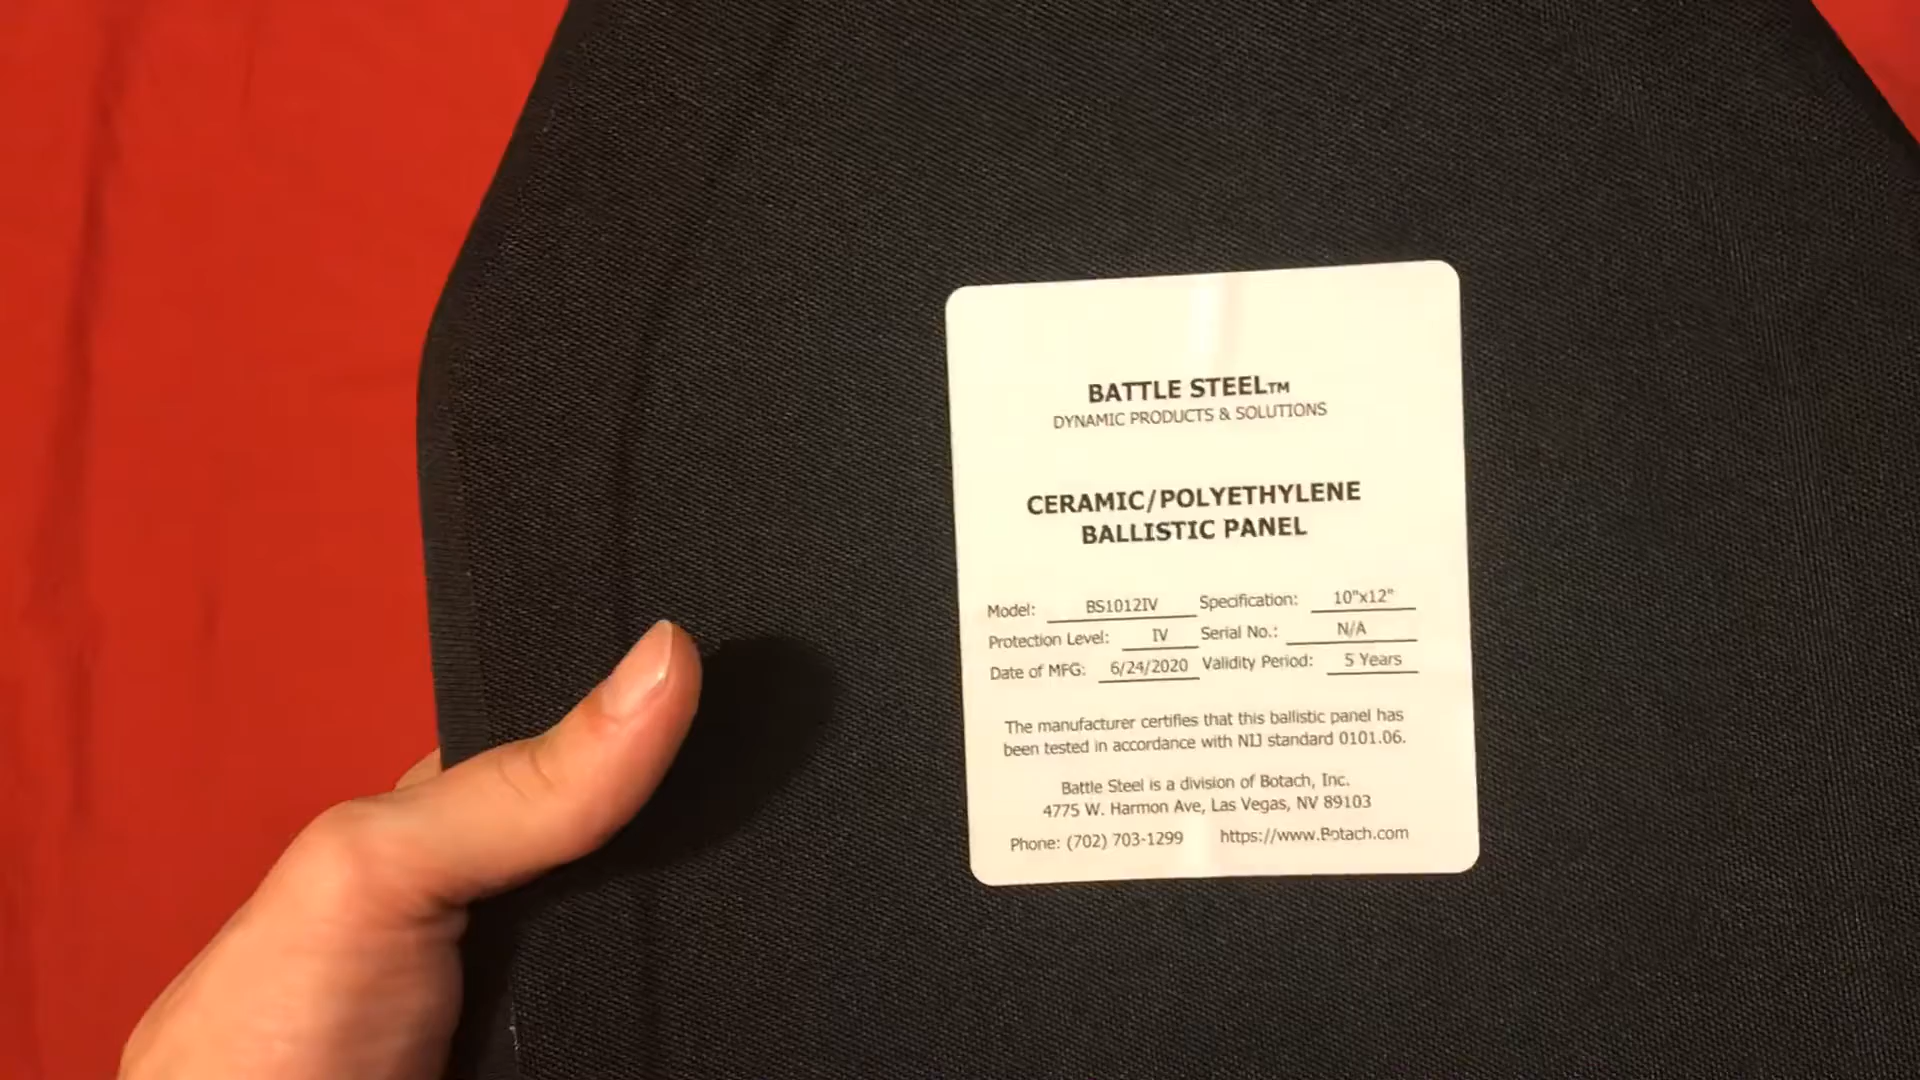 BATTLE STEEL™
DYNAMIC PRODUCTS & SOLUTIONS
CERAMIC/POLYETHYLENE
BALLISTIC PANEL
Model: BS1012IV Specification: 10"x12"
Protection Level: IV Serial No.: N/A
Date of MFG: 6/24/2020 Validity Period: 5 Years
The manufacturer certifies that this ballistic panel has
been tested in accordance with NIJ standard 0101.06.
Battle Steel is a division of Botach, Inc.
4775 W. Harmon Ave, Las Vegas, NV 89103
Phone: (702) 703-1299 https://www.Botach.com